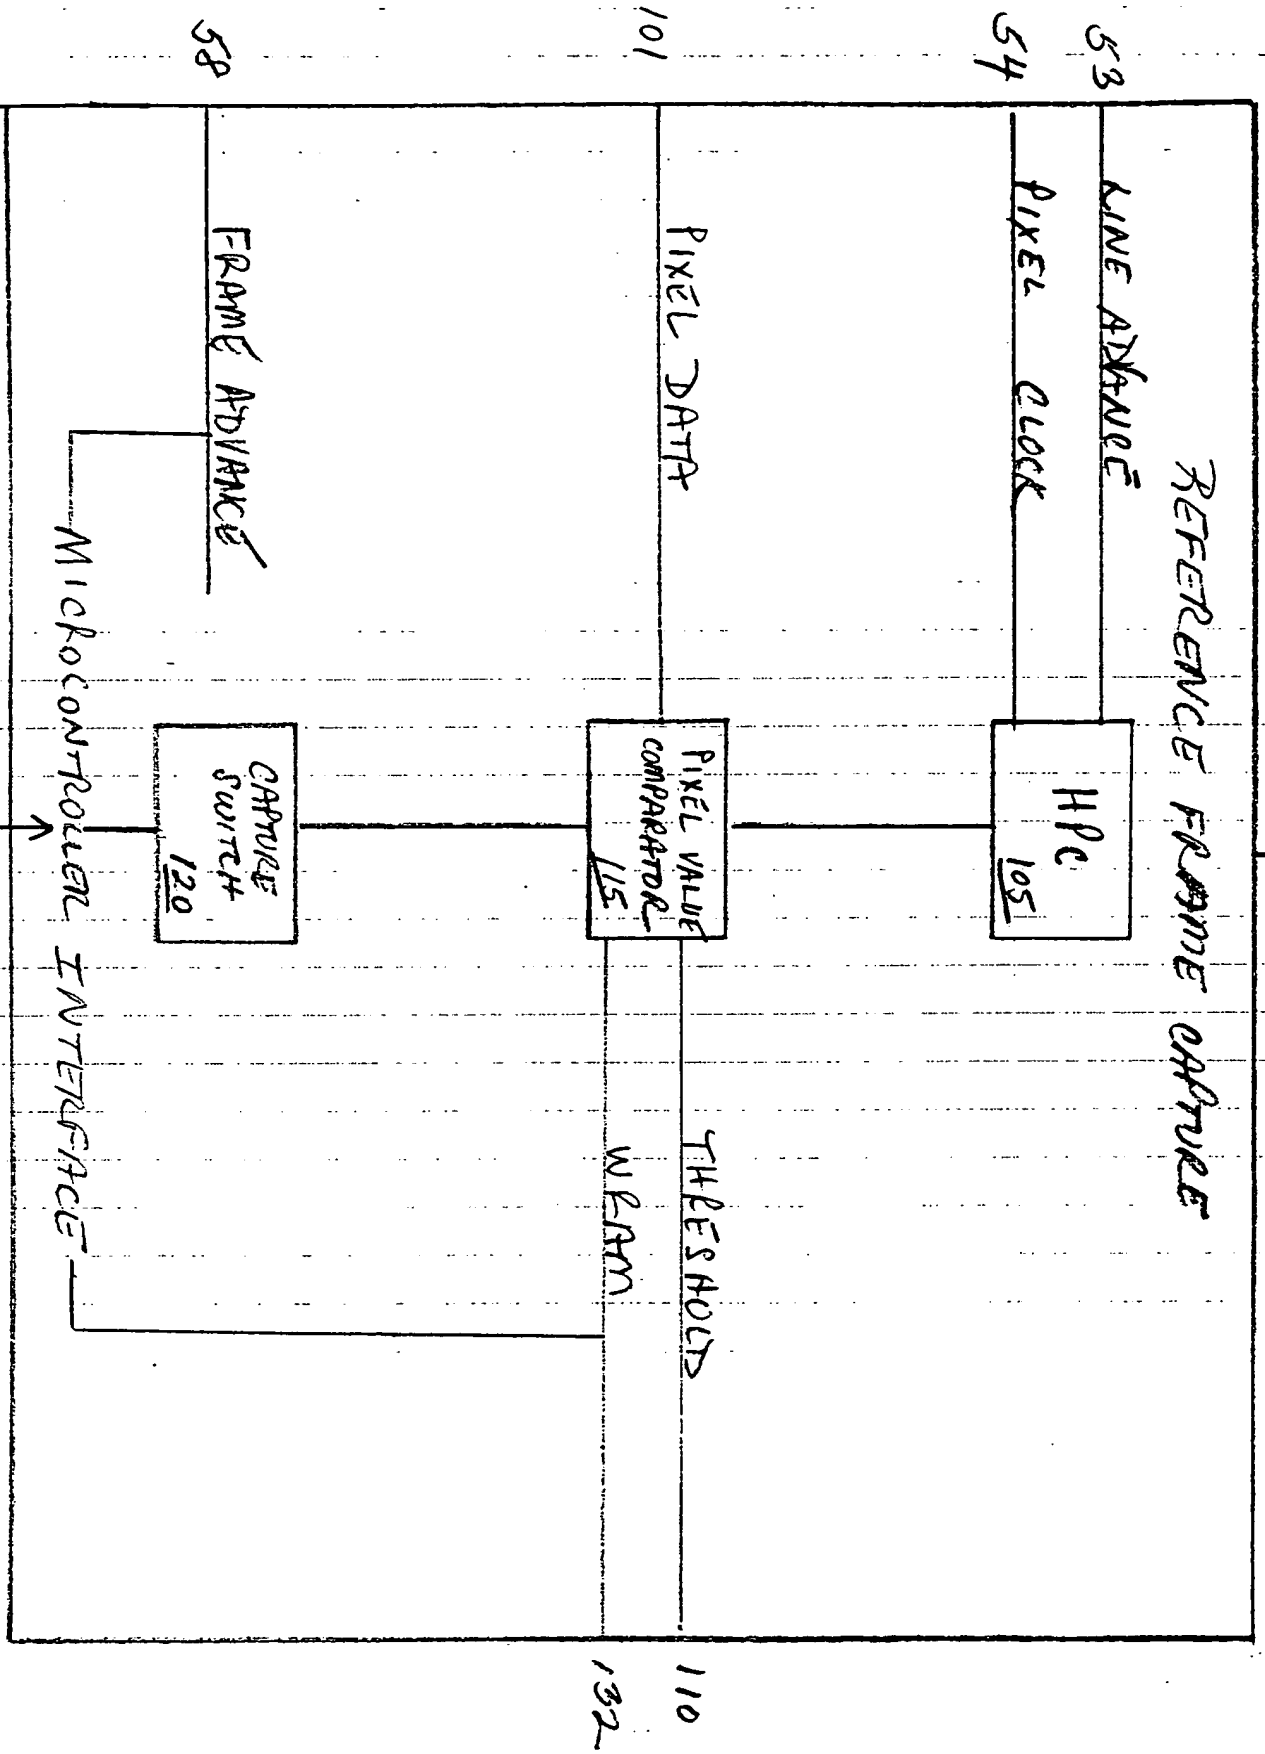 REFERENCE FRAME CAPTURE
53
LINE ADVANCE
54
PIXEL CLOCK
HPC
105
101
PIXEL DATA
PIXEL VALUE
COMPARATOR
115
THRESHOLD
110
WRAM
132
58
FRAME ADVANCE
CAPTURE
SWITCH
120
MICROCONTROLLER INTERFACE